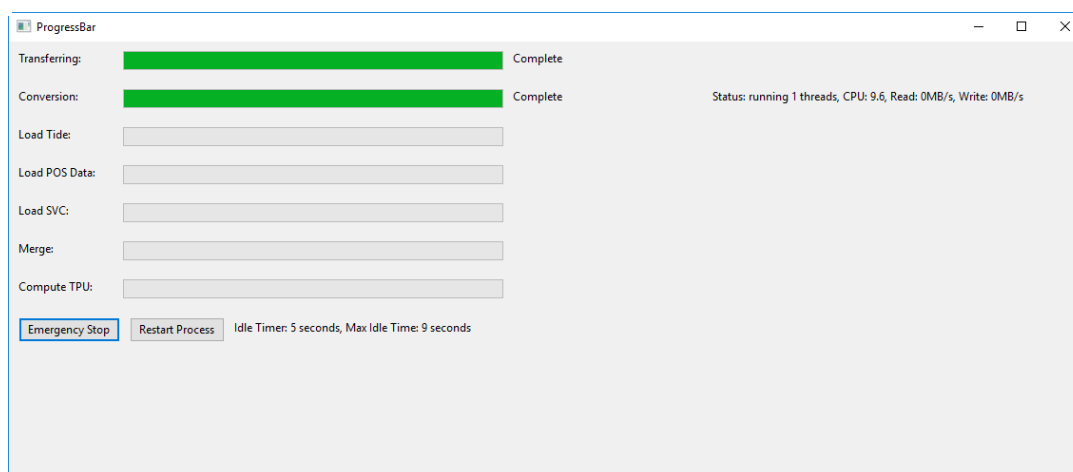 ProgressBar
Transferring: Complete
Conversion: Complete Status: running 1 threads, CPU: 9.6, Read: 0MB/s, Write: 0MB/s
Load Tide:
Load POS Data:
Load SVC:
Merge:
Compute TPU:
Emergency Stop Restart Process Idle Timer: 5 seconds, Max Idle Time: 9 seconds